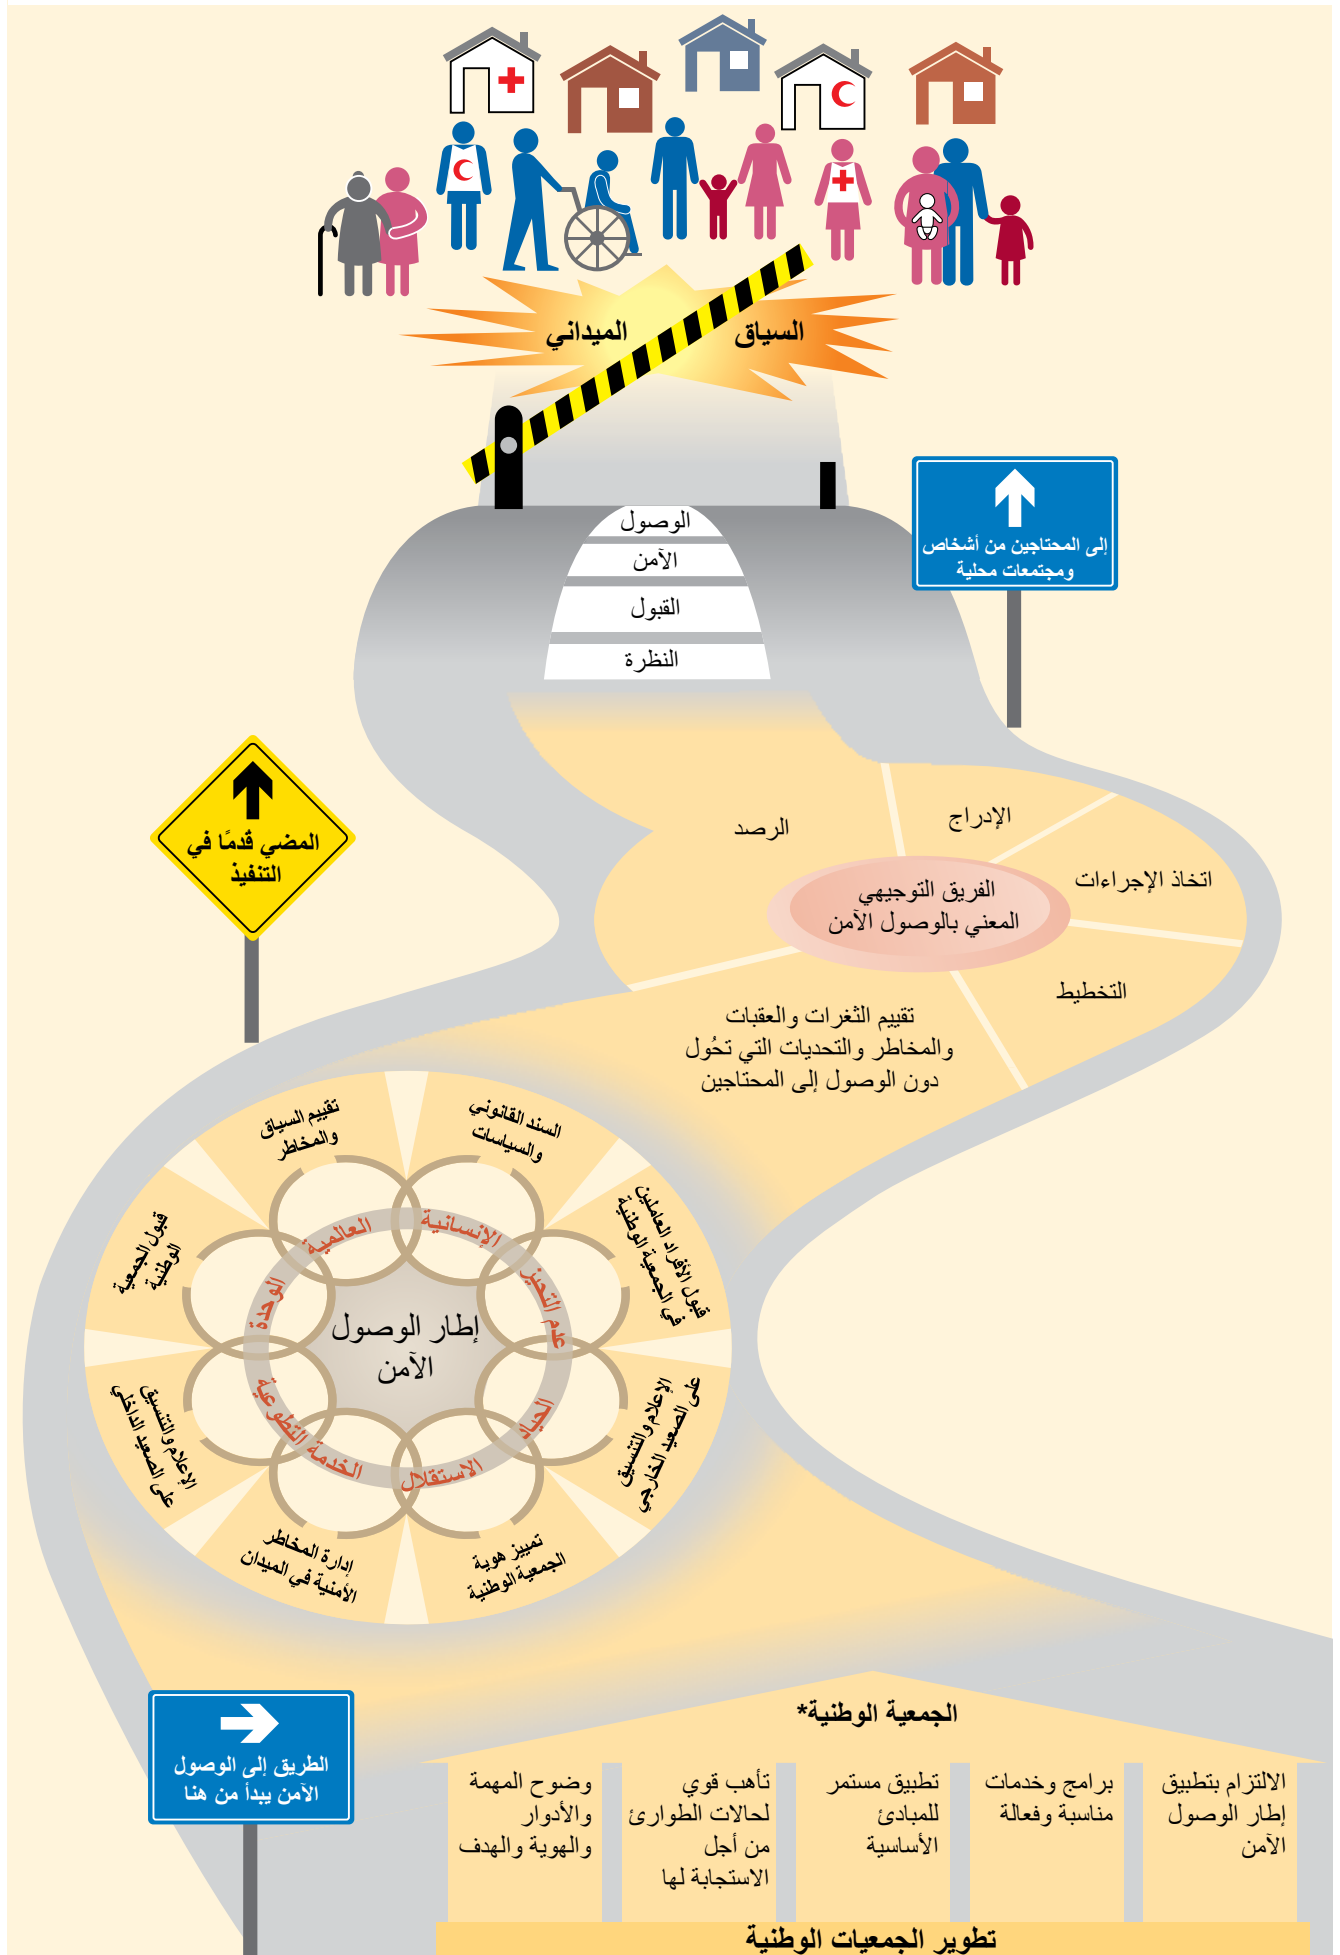 السياق الميداني
إلى المحتاجين من أشخاص
ومجتمعات محلية
الوصول
الآمن
القبول
النظرة
المضي قُدمًا في
التنفيذ
الرصد
الإدراج
اتخاذ الإجراءات
التخطيط
الفريق التوجيهي
المعني بالوصول الآمن
تقييم الثغرات والعقبات
والمخاطر والتحديات التي تحُول
دون الوصول إلى المحتاجين
السند القانوني
والسياسات
قبول الأفراد العاملين
في الجمعية الوطنية
الإعلام والتنسيق
على الصعيد الخارجي
تمييز هوية
الجمعية الوطنية
إدارة المخاطر
الأمنية في الميدان
الإعلام والتنسيق
على الصعيد الداخلي
قبول الجمعية
الوطنية
تقييم السياق
والمخاطر
الإنسانية
عدم التحيز
الحياد
الاستقلال
الخدمة التطوعية
الوحدة
العالمية
إطار الوصول
الآمن
الطريق إلى الوصول
الآمن يبدأ من هنا
الجمعية الوطنية*
الالتزام بتطبيق
إطار الوصول
الآمن
برامج وخدمات
مناسبة وفعالة
تطبيق مستمر
للمبادئ
الأساسية
تأهب قوي
لحالات الطوارئ
من أجل
الاستجابة لها
وضوح المهمة
والأدوار
والهوية والهدف
تطوير الجمعيات الوطنية